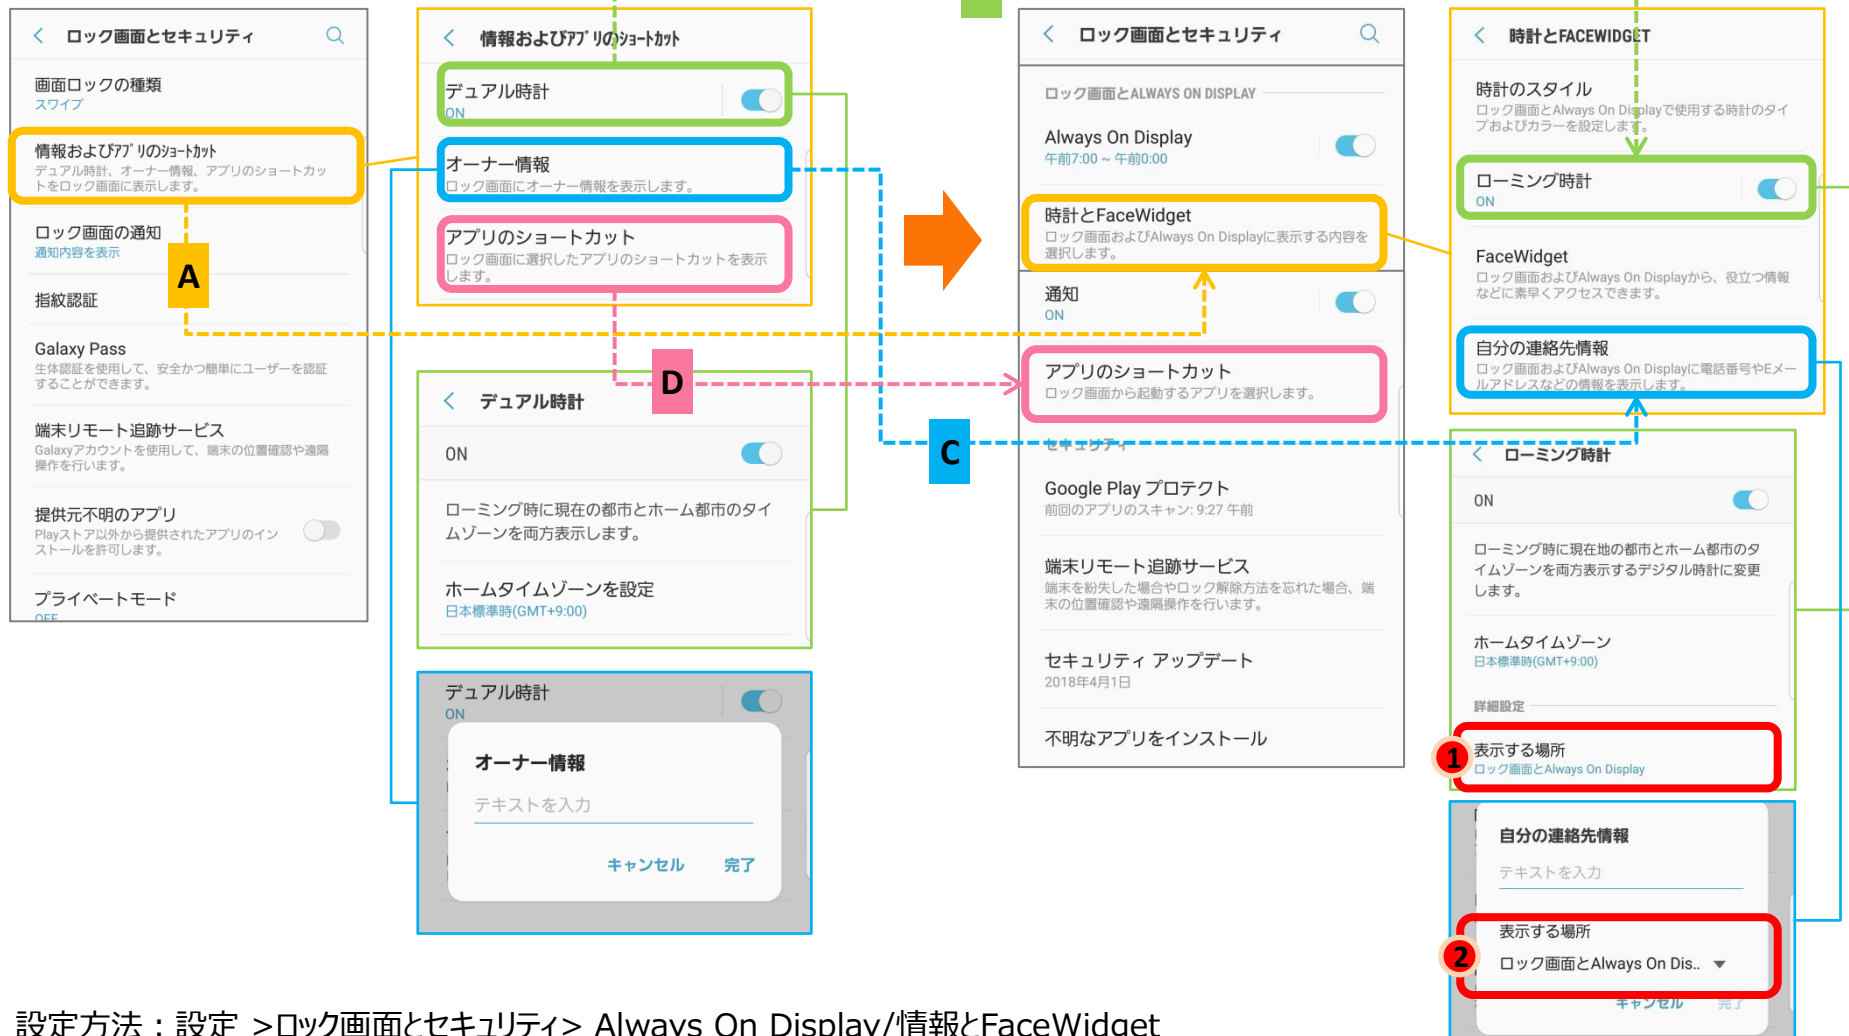 ロック画面とセキュリティ
画面ロックの種類
スワイプ
情報およびアプリのショートカット
デュアル時計、オーナー情報、アプリのショートカッ
トをロック画面に表示します。
ロック画面の通知
通知内容を表示
A
指紋認証
Galaxy Pass
生体認証を使用して、安全かつ簡単にユーザーを認証
することができます。
端末リモート追跡サービス
Galaxyアカウントを使用して、端末の位置確認や遠隔
操作を行います。
提供元不明のアプリ
Playストア以外から提供されたアプリのイン
ストールを許可します。
プライベートモード
OFF
情報およびアプリのショートカット
デュアル時計
ON
オーナー情報
ロック画面にオーナー情報を表示します。
アプリのショートカット
ロック画面に選択したアプリのショートカットを表示
します。
D
デュアル時計
ON
ローミング時に現在の都市とホーム都市のタイ
ムゾーンを両方表示します。
ホームタイムゾーンを設定
日本標準時(GMT+9:00)
デュアル時計
ON
オーナー情報
テキストを入力
キャンセル 完了
C
ロック画面とセキュリティ
ロック画面とALWAYS ON DISPLAY
Always On Display
午前7:00 ~ 午前0:00
時計とFaceWidget
ロック画面およびAlways On Displayに表示する内容を
選択します。
通知
ON
アプリのショートカット
ロック画面から起動するアプリを選択します。
セキュリティ
Google Play プロテクト
前回のアプリのスキャン: 9:27 午前
端末リモート追跡サービス
端末を紛失した場合やロック解除方法を忘れた場合、端
末の位置確認や遠隔操作を行います。
セキュリティ アップデート
2018年4月1日
不明なアプリをインストール
時計とFACEWIDGET
時計のスタイル
ロック画面とAlways On Displayで使用する時計のタイ
プおよびカラーを設定します。
ローミング時計
ON
FaceWidget
ロック画面およびAlways On Displayから、役立つ情報
などに素早くアクセスできます。
自分の連絡先情報
ロック画面およびAlways On Displayに電話番号やEメー
ルアドレスなどの情報を表示します。
ローミング時計
ON
ローミング時に現在地の都市とホーム都市のタ
イムゾーンを両方表示するデジタル時計に変更
します。
ホームタイムゾーン
日本標準時(GMT+9:00)
詳細設定
1
表示する場所
ロック画面とAlways On Display
自分の連絡先情報
テキストを入力
2
表示する場所
ロック画面とAlways On Dis..
キャンセル 完了
設定方法：設定 >ロック画面とセキュリティ> Always On Display/情報とFaceWidget